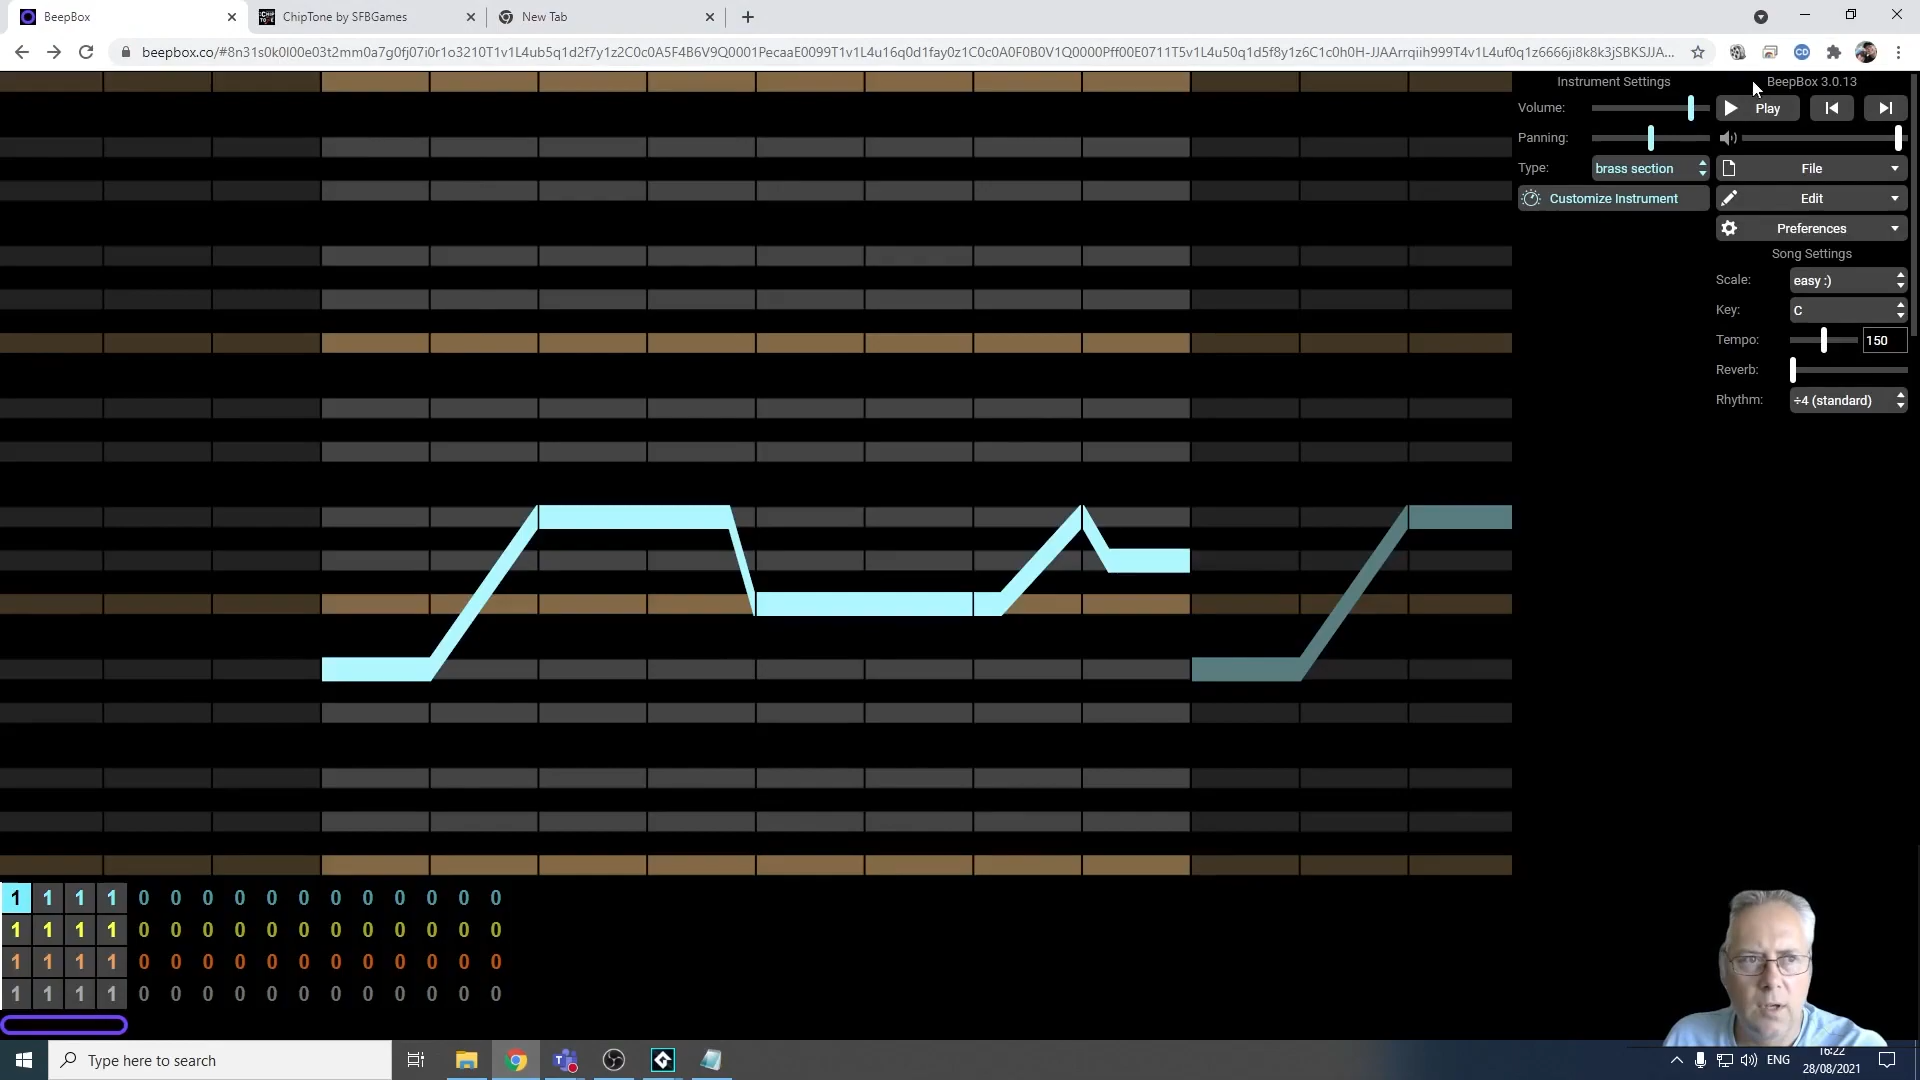 BeepBox
ChipTone by SFBGames
New Tab
beepbox.co/#8n31s0k0l00e03t2mm0a7g0fj07i0r1o3210T1v1L4ub5q1d2f7y1z2C0c0A5F4B6V9Q0001PecaaE0099T1v1L4u16q0d1fay0z1C0c0A0F0B0V1Q0000Pff00E0711T5v1L4u50q1d5f8y1z6C1c0h0H-JJAArrqiih999T4v1L4uf0q1z6666ji8k8k3jSBKSJJA...
Instrument Settings
BeepBox 3.0.13
Volume:
Play
Panning:
Type:
brass section
File
Customize Instrument
Edit
Preferences
Song Settings
Scale:
easy :)
Key:
C
Tempo:
150
Reverb:
Rhythm:
÷4 (standard)
1 1 1 1 0 0 0 0 0 0 0 0 0 0 0 0
1 1 1 1 0 0 0 0 0 0 0 0 0 0 0 0
1 1 1 1 0 0 0 0 0 0 0 0 0 0 0 0
1 1 1 1 0 0 0 0 0 0 0 0 0 0 0 0
Type here to search
ENG
16:22
28/08/2021